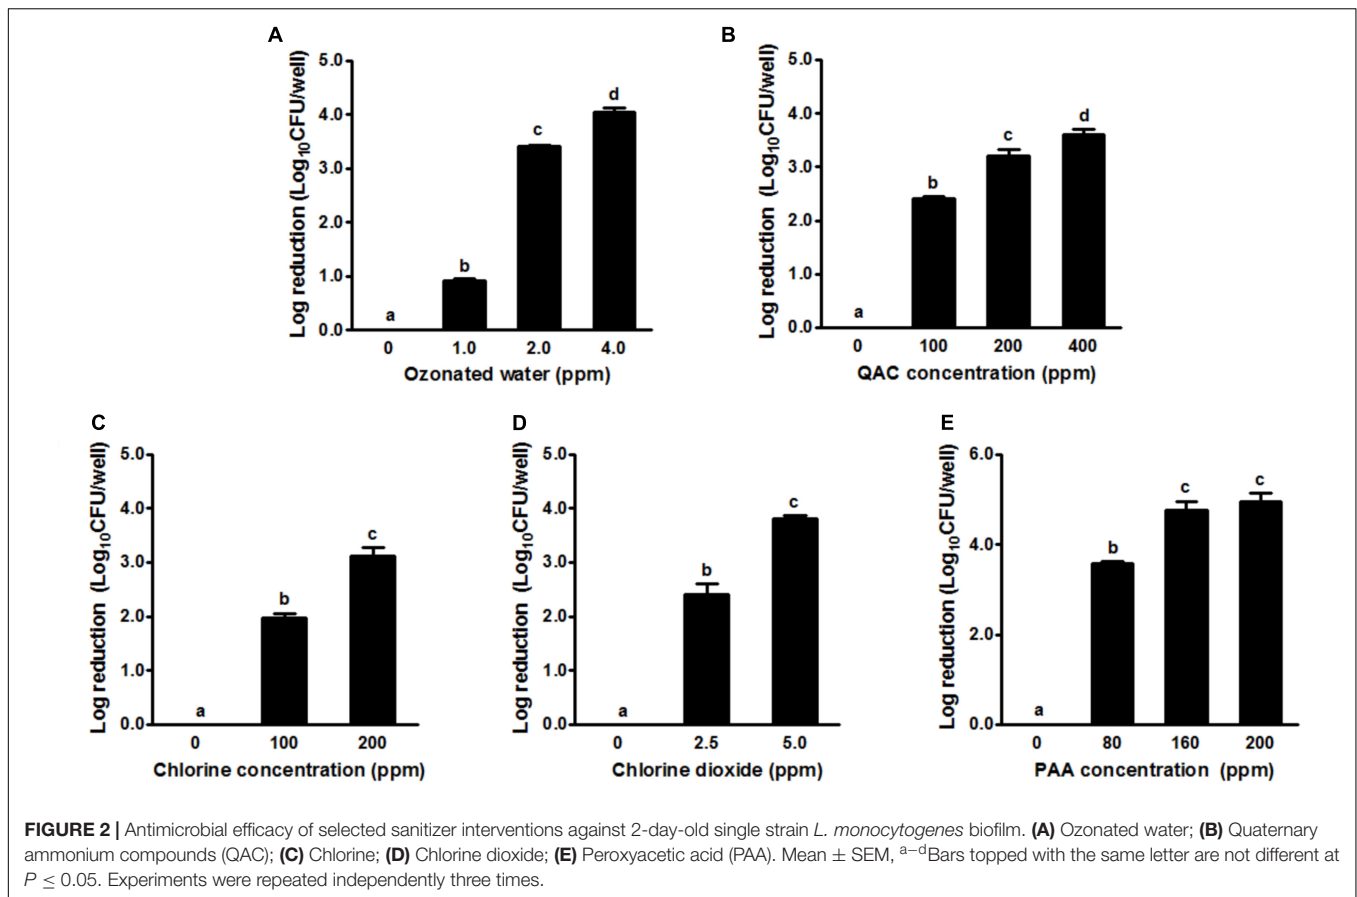 A
Log reduction (Log10CFU/well)
5.0
4.0
3.0
2.0
1.0
0.0
a
b
c
d
0 1.0 2.0 4.0
Ozonated water (ppm)
B
Log reduction (Log10CFU/well)
5.0
4.0
3.0
2.0
1.0
0.0
a
b
c
d
0 100 200 400
QAC concentration (ppm)
C
Log reduction (Log10CFU/well)
5.0
4.0
3.0
2.0
1.0
0.0
a
b
c
0 100 200
Chlorine concentration (ppm)
D
Log reduction (Log10CFU/well)
5.0
4.0
3.0
2.0
1.0
0.0
a
b
c
0 2.5 5.0
Chlorine dioxide (ppm)
E
Log reduction (Log10CFU/well)
6.0
4.0
2.0
0.0
a
b
c
c
0 80 160 200
PAA concentration (ppm)
FIGURE 2 | Antimicrobial efficacy of selected sanitizer interventions against 2-day-old single strain L. monocytogenes biofilm. (A) Ozonated water; (B) Quaternary
ammonium compounds (QAC); (C) Chlorine; (D) Chlorine dioxide; (E) Peroxyacetic acid (PAA). Mean ± SEM, a–dBars topped with the same letter are not different at
P ≤ 0.05. Experiments were repeated independently three times.